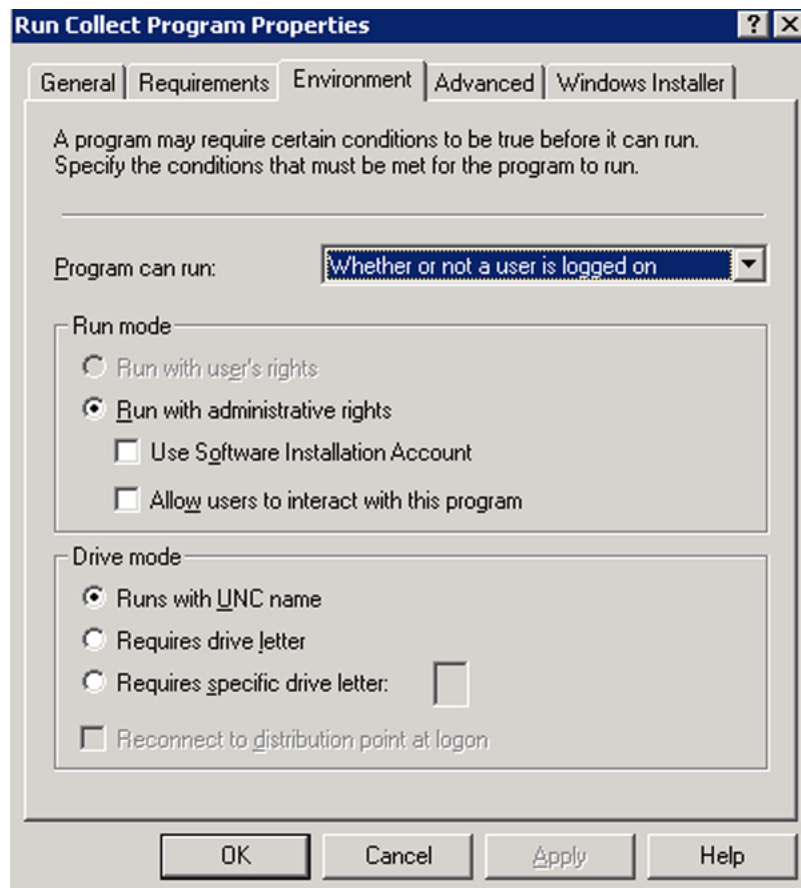 Run Collect Program Properties
General
Requirements
Environment
Advanced
Windows Installer
A program may require certain conditions to be true before it can run.
Specify the conditions that must be met for the program to run.
Program can run:
Whether or not a user is logged on
Run mode
Run with user's rights
Run with administrative rights
Use Software Installation Account
Allow users to interact with this program
Drive mode
Runs with UNC name
Requires drive letter
Requires specific drive letter:
Reconnect to distribution point at logon
OK
Cancel
Apply
Help